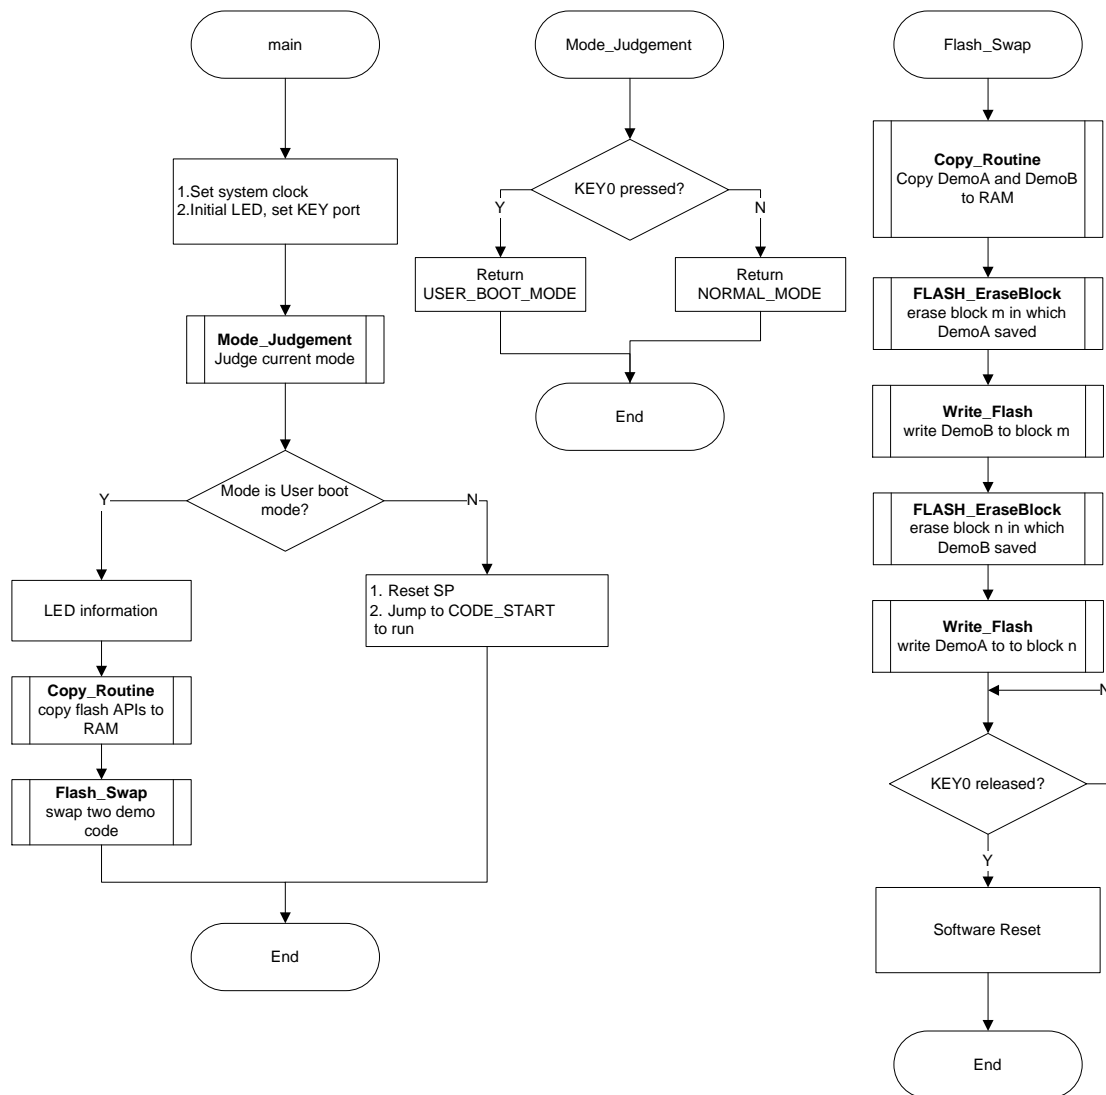 main
1.Set system clock
2.Initial LED, set KEY port
Mode_Judgement
Judge current mode
Mode is User boot
mode?
Y
N
LED information
1. Reset SP
2. Jump to CODE_START
to run
Copy_Routine
copy flash APIs to
RAM
Flash_Swap
swap two demo
code
End
Mode_Judgement
KEY0 pressed?
Y
N
Return
USER_BOOT_MODE
Return
NORMAL_MODE
End
Flash_Swap
Copy_Routine
Copy DemoA and DemoB
to RAM
FLASH_EraseBlock
erase block m in which
DemoA saved
Write_Flash
write DemoB to block m
FLASH_EraseBlock
erase block n in which
DemoB saved
Write_Flash
write DemoA to to block n
N
KEY0 released?
Y
Software Reset
End